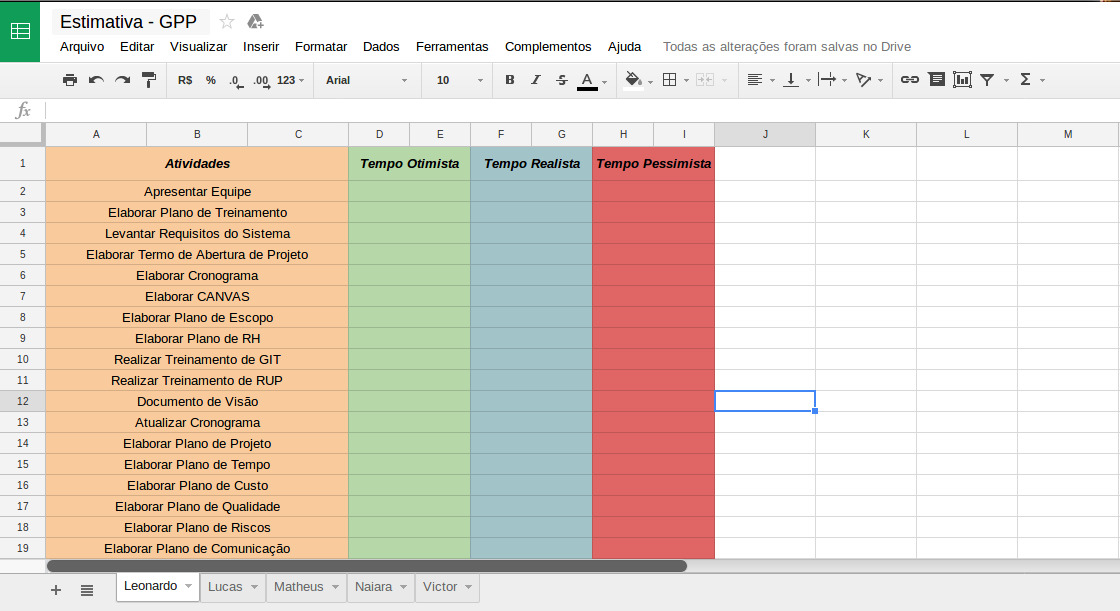 Estimativa - GPP
Arquivo Editar Visualizar Inserir Formatar Dados Ferramentas Complementos Ajuda Todas as alterações foram salvas no Drive
R$ % .0 .00 123 Arial 10 B I S A Σ
fx
A B C D E F G H I J K L M
1 Atividades Tempo Otimista Tempo Realista Tempo Pessimista
2 Apresentar Equipe
3 Elaborar Plano de Treinamento
4 Levantar Requisitos do Sistema
5 Elaborar Termo de Abertura de Projeto
6 Elaborar Cronograma
7 Elaborar CANVAS
8 Elaborar Plano de Escopo
9 Elaborar Plano de RH
10 Realizar Treinamento de GIT
11 Realizar Treinamento de RUP
12 Documento de Visão
13 Atualizar Cronograma
14 Elaborar Plano de Projeto
15 Elaborar Plano de Tempo
16 Elaborar Plano de Custo
17 Elaborar Plano de Qualidade
18 Elaborar Plano de Riscos
19 Elaborar Plano de Comunicação
+ Leonardo Lucas Matheus Naiara Victor